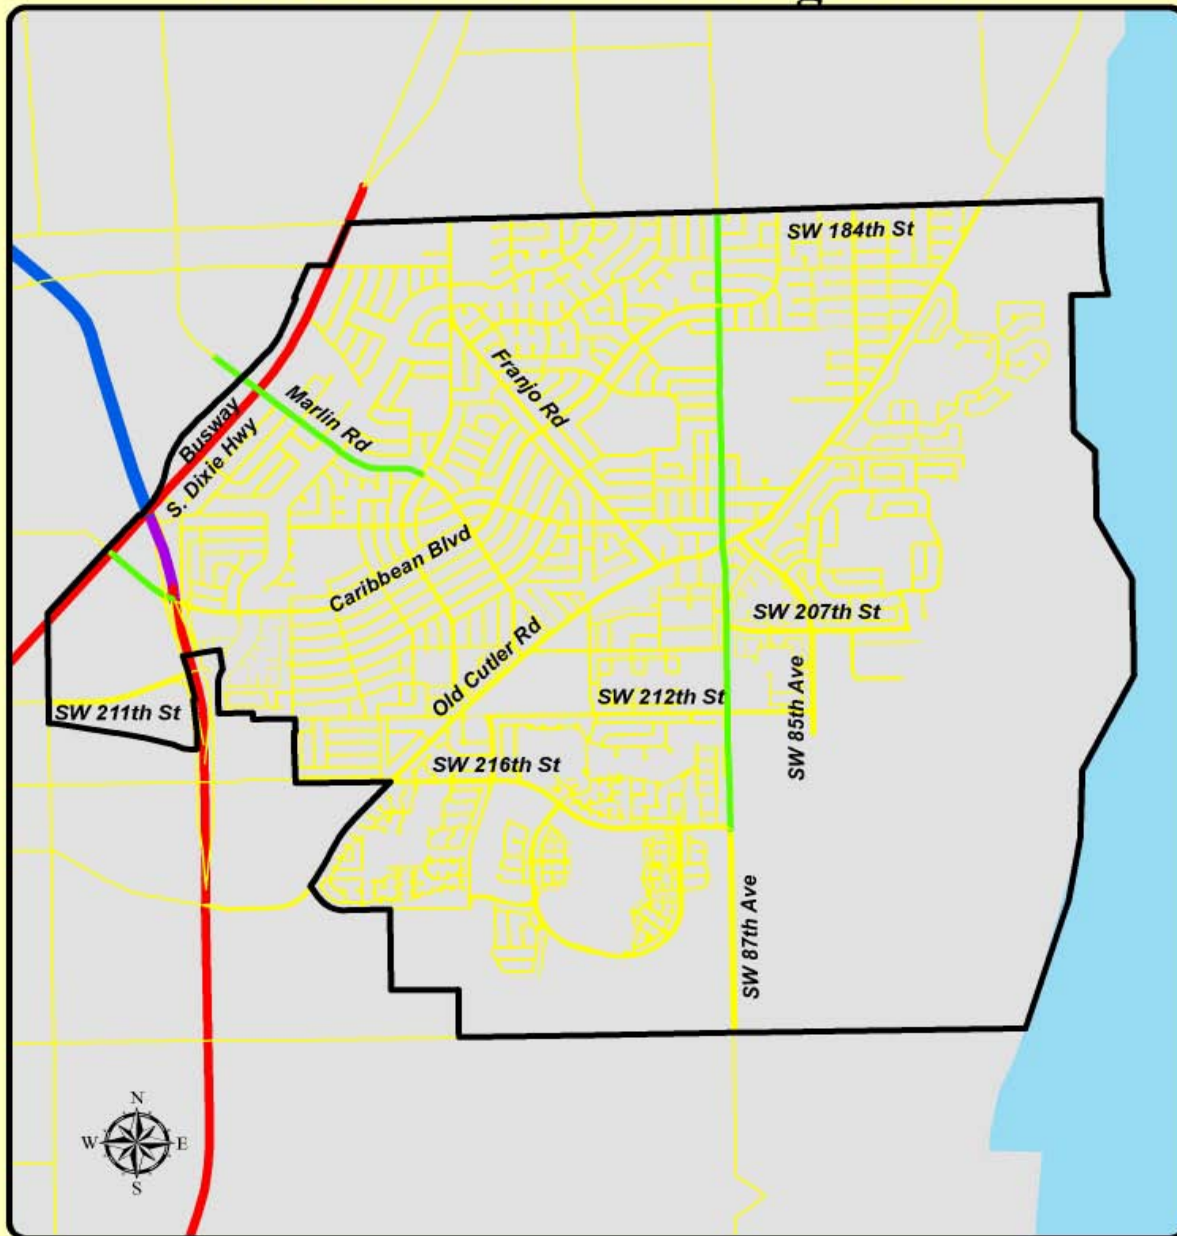 SW 184th St
Franjo Rd
Marlin Rd
Busway
S. Dixie Hwy
Caribbean Blvd
SW 207th St
Old Cutler Rd
SW 85th Ave
SW 212th St
SW 211th St
SW 216th St
SW 87th Ave
N
W E
S